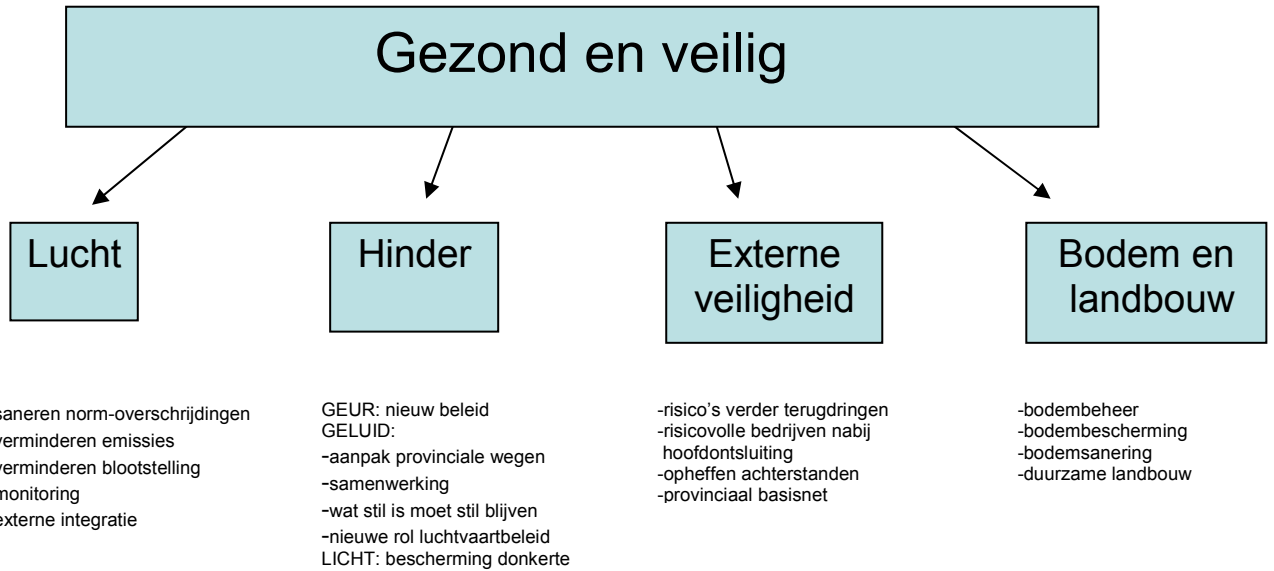 Gezond en veilig
Lucht
Hinder
Externe
veiligheid
Bodem en
landbouw
saneren norm-overschrijdingen
verminderen emissies
verminderen blootstelling
monitoring
externe integratie
GEUR: nieuw beleid
GELUID:
-aanpak provinciale wegen
-samenwerking
-wat stil is moet stil blijven
-nieuwe rol luchtvaartbeleid
LICHT: bescherming donkerte
-risico's verder terugdringen
-risicovolle bedrijven nabij
hoofdontsluiting
-opheffen achterstanden
-provinciaal basisnet
-bodembeheer
-bodembescherming
-bodemsanering
-duurzame landbouw